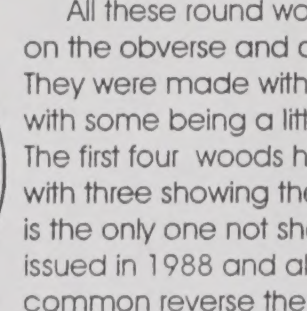 All these round wo
on the obverse and c
They were made with
with some being a litt
The first four woods h
with three showing the
is the only one not sh
issued in 1988 and al
common reverse the